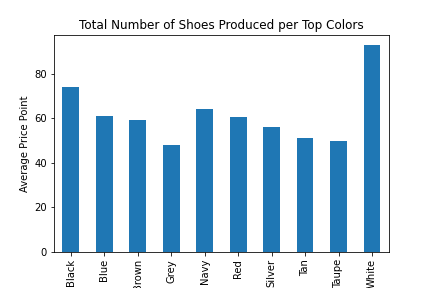 Total Number of Shoes Produced per Top Colors
Average Price Point
80
60
40
20
0
Black
Blue
Brown
Grey
Navy
Red
Silver
Tan
Taupe
White